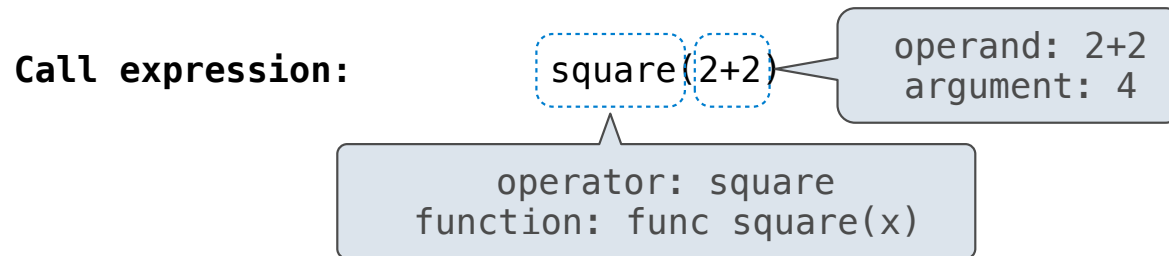 Call expression: square(2+2)
operand: 2+2
argument: 4
operator: square
function: func square(x)